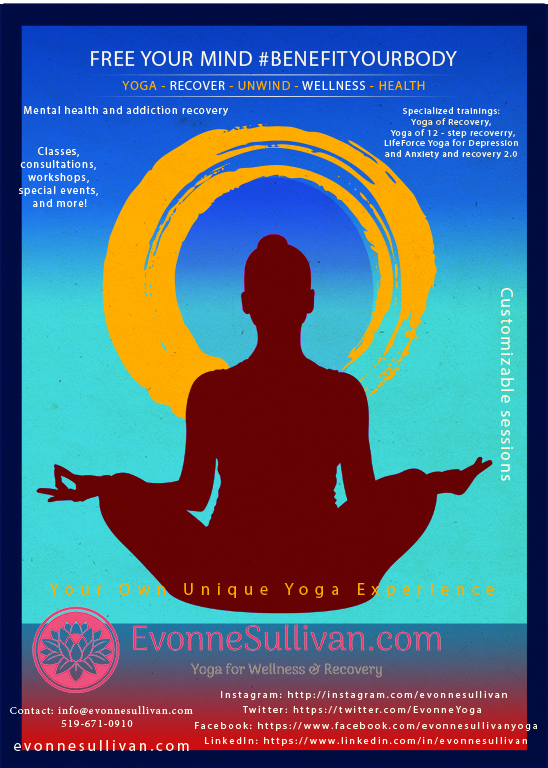 FREE YOUR MIND #BENEFITYOURBODY
YOGA - RECOVER - UNWIND - WELLNESS - HEALTH
Mental health and addiction recovery
Classes,
consultations,
workshops,
special events,
and more!
Specialized trainings:
Yoga of Recovery,
Yoga of 12 - step recoverry,
LifeForce Yoga for Depression
and Anxiety and recovery 2.0
Customizable sessions
Your Own Unique Yoga Experience
EvonneSullivan.com
Yoga for Wellness & Recovery
Contact: info@evonnesullivan.com
519-671-0910
evonnesullivan.com
Instagram: http://instagram.com/evonnesullivan
Twitter: https://twitter.com/EvonneYoga
Facebook: https://www.facebook.com/evonnesullivanyoga
LinkedIn: https://www.linkedin.com/in/evonnesullivan